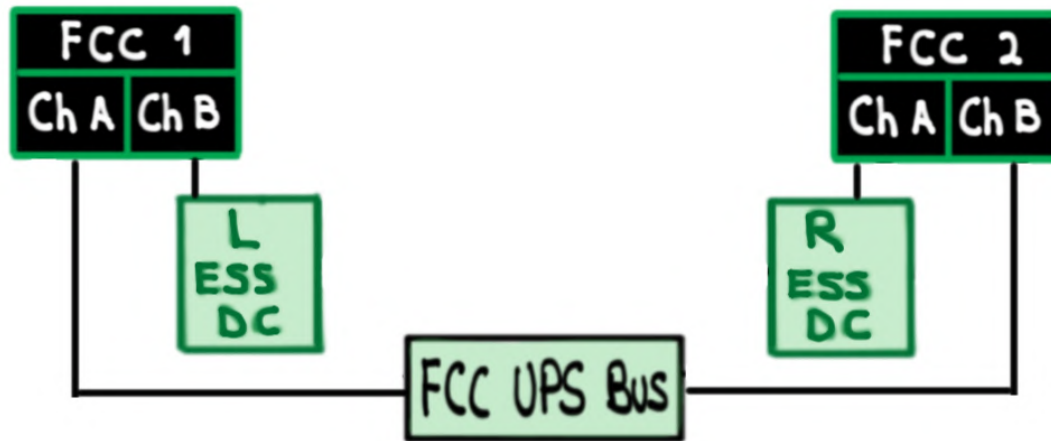 FCC 1
Ch A
Ch B
FCC 2
Ch A
Ch B
L
ESS
DC
R
ESS
DC
FCC UPS Bus